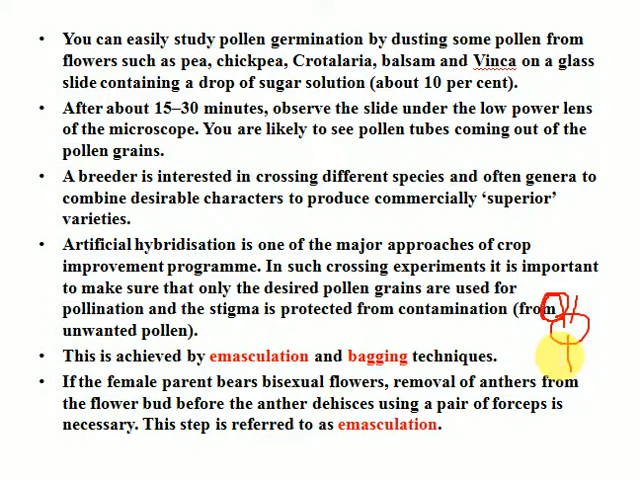 • You can easily study pollen germination by dusting some pollen from
flowers such as pea, chickpea, Crotalaria, balsam and Vinca on a glass
slide containing a drop of sugar solution (about 10 per cent).
• After about 15–30 minutes, observe the slide under the low power lens
of the microscope. You are likely to see pollen tubes coming out of the
pollen grains.
• A breeder is interested in crossing different species and often genera to
combine desirable characters to produce commercially ‘superior’
varieties.
• Artificial hybridisation is one of the major approaches of crop
improvement programme. In such crossing experiments it is important
to make sure that only the desired pollen grains are used for
pollination and the stigma is protected from contamination (from
unwanted pollen).
• This is achieved by emasculation and bagging techniques.
• If the female parent bears bisexual flowers, removal of anthers from
the flower bud before the anther dehisces using a pair of forceps is
necessary. This step is referred to as emasculation.